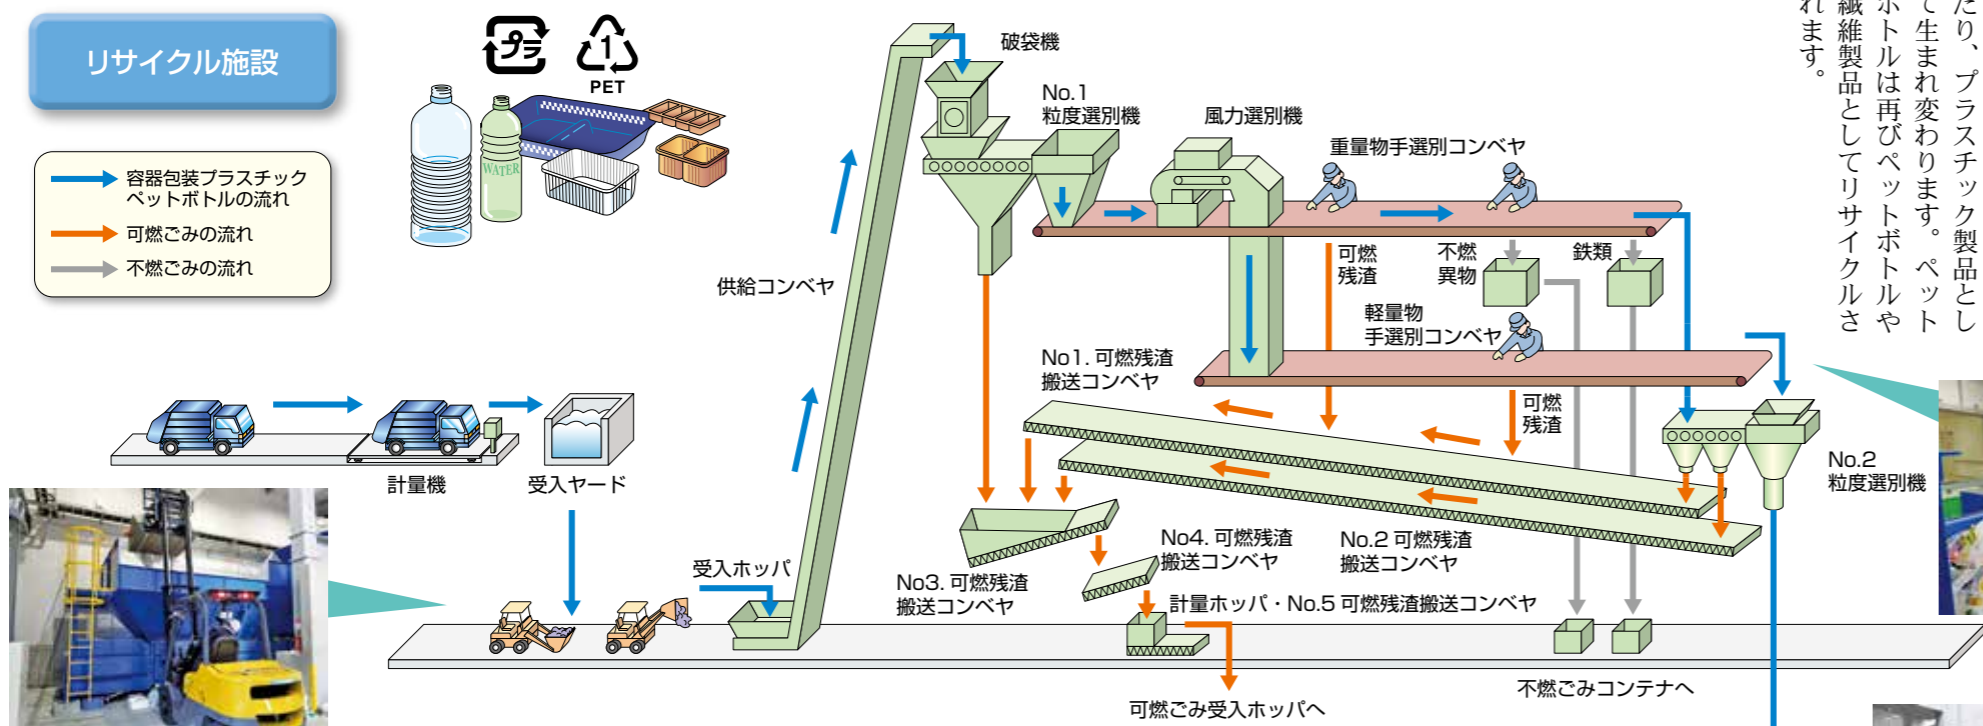 リサイクル施設
プラ
1
PET
WATER
容器包装プラスチック
ペットボトルの流れ
可燃ごみの流れ
不燃ごみの流れ
たり、プラスチック製品とし
て生まれ変わります。ペット
ボトルは再びペットボトルや
繊維製品としてリサイクルさ
れます。
破袋機
No.1
粒度選別機
風力選別機
重量物手選別コンベヤ
供給コンベヤ
可燃
残渣
不燃
異物
鉄類
軽量物
手選別コンベヤ
No1. 可燃残渣
搬送コンベヤ
可燃
残渣
No.2
粒度選別機
計量機
受入ヤード
受入ホッパ
No3. 可燃残渣
搬送コンベヤ
No4. 可燃残渣
搬送コンベヤ
No.2 可燃残渣
搬送コンベヤ
計量ホッパ・No.5 可燃残渣搬送コンベヤ
不燃ごみコンテナへ
可燃ごみ受入ホッパへ